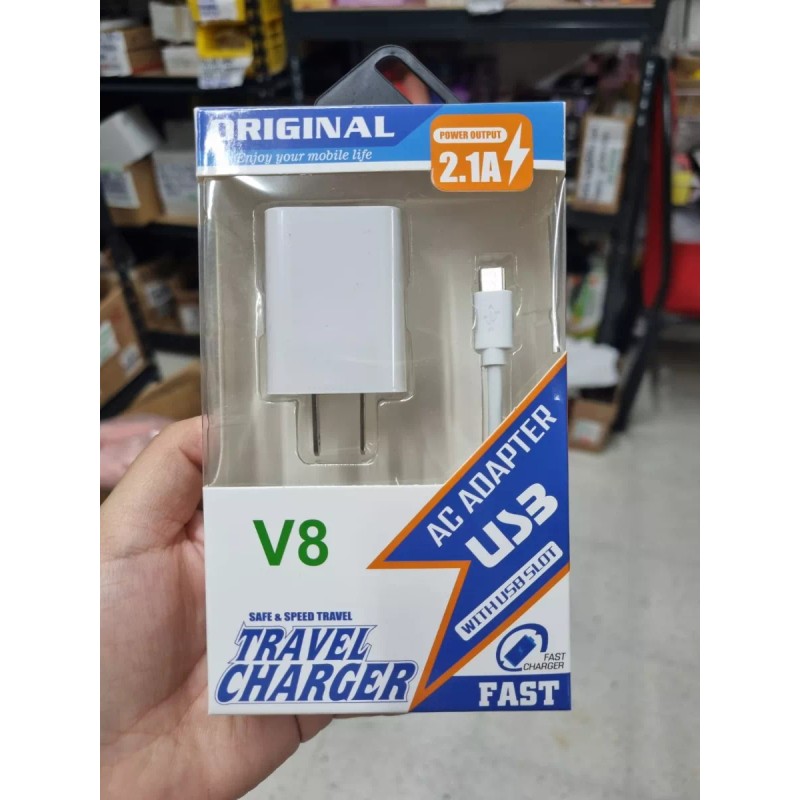 ORIGINAL
Enjoy your mobile life
POWER OUTPUT
2.1A
AC ADAPTER
USB
WITH USB SLOT
V8
SAFE & SPEED TRAVEL
TRAVEL
CHARGER
FAST
CHARGER
FAST